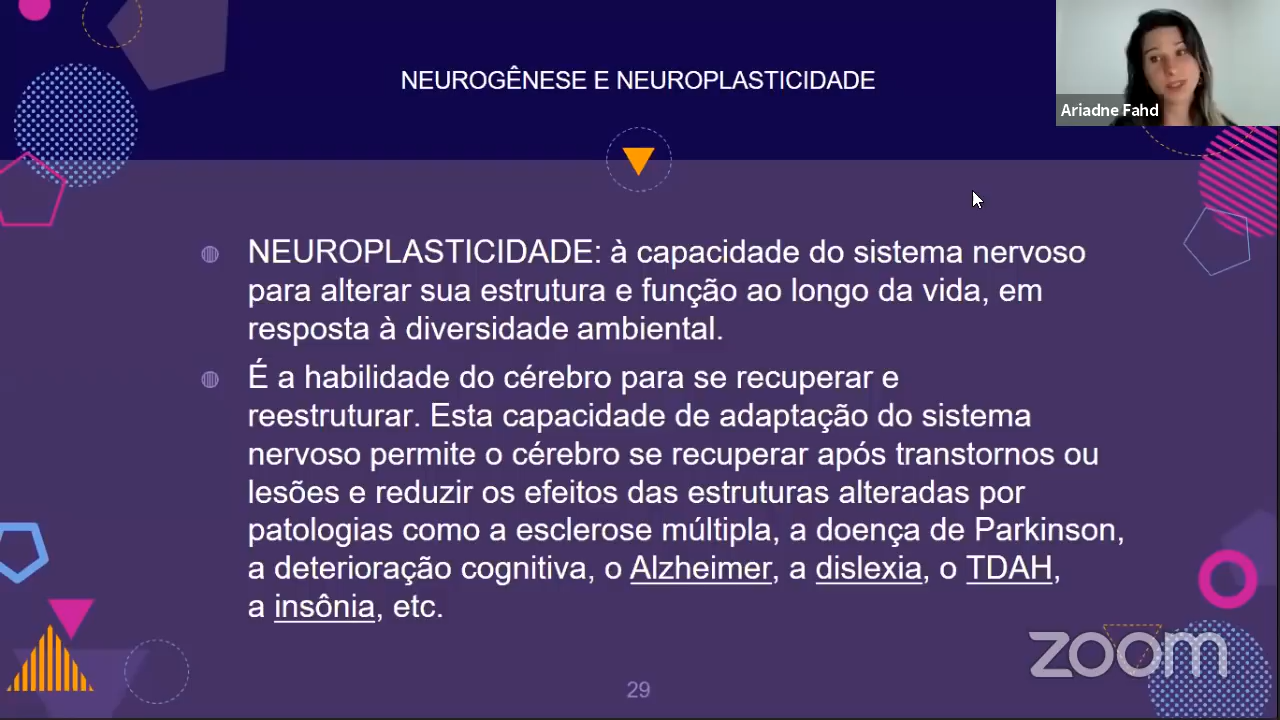 NEUROGÊNESE E NEUROPLASTICIDADE
Ariadne Fahd
NEUROPLASTICIDADE: à capacidade do sistema nervoso
para alterar sua estrutura e função ao longo da vida, em
resposta à diversidade ambiental.
É a habilidade do cérebro para se recuperar e
reestruturar. Esta capacidade de adaptação do sistema
nervoso permite o cérebro se recuperar após transtornos ou
lesões e reduzir os efeitos das estruturas alteradas por
patologias como a esclerose múltipla, a doença de Parkinson,
a deterioração cognitiva, o Alzheimer, a dislexia, o TDAH,
a insônia, etc.
zoom
29